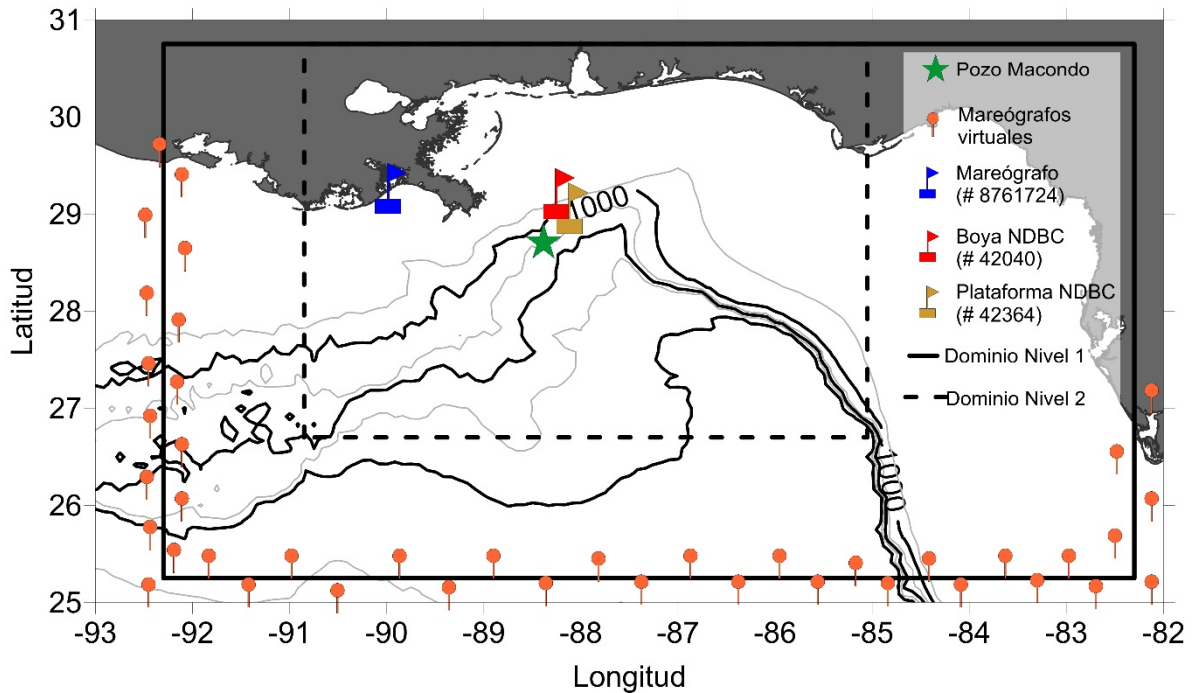 31
30
29
28
27
26
25
Latitud
-93
-92
-91
-90
-89
-88
-87
-86
-85
-84
-83
-82
Longitud
1000
1000
Pozo Macondo
Mareógrafos
virtuales
Mareógrafo
(# 8761724)
Boya NDBC
(# 42040)
Plataforma NDBC
(# 42364)
Dominio Nivel 1
Dominio Nivel 2